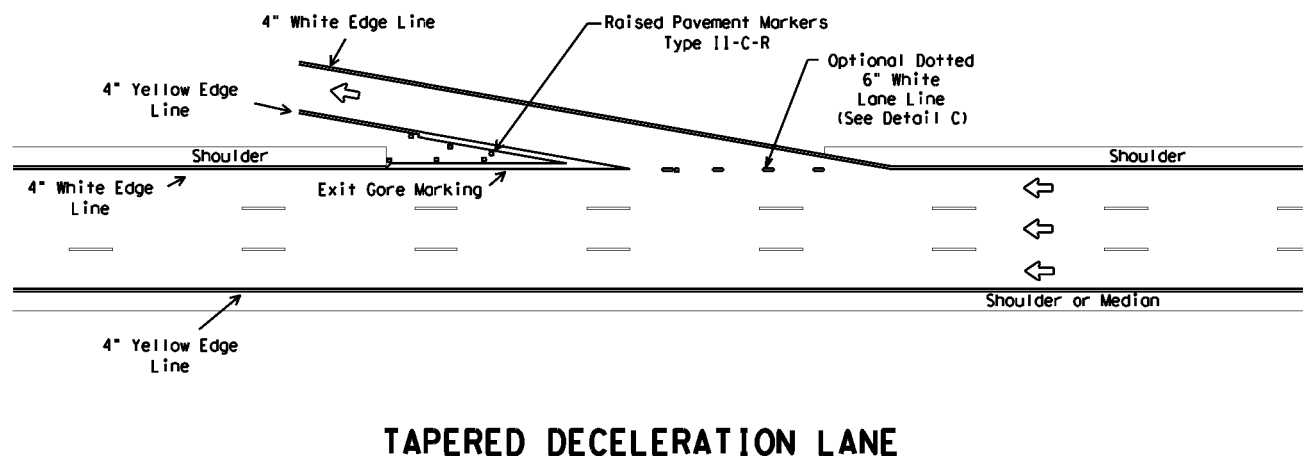 4" White Edge Line
Raised Pavement Markers
Type II-C-R
Optional Dotted
6" White
Lane Line
(See Detail C)
4" Yellow Edge
Line
Shoulder
Shoulder
4" White Edge
Line
Exit Gore Marking
Shoulder or Median
4" Yellow Edge
Line
TAPERED DECELERATION LANE